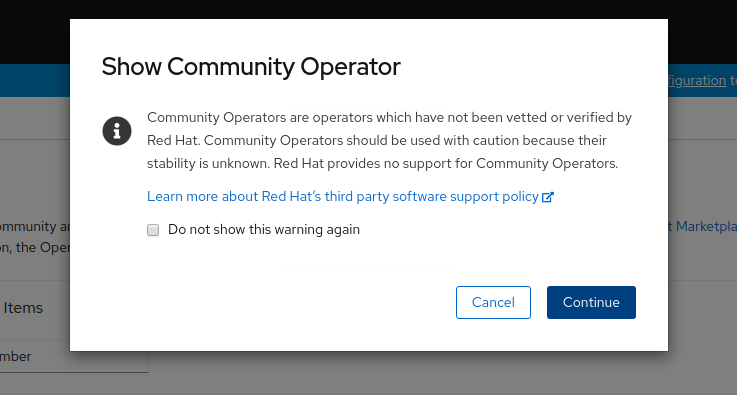 Show Community Operator
figuration to
Community Operators are operators which have not been vetted or verified by
Red Hat. Community Operators should be used with caution because their
stability is unknown. Red Hat provides no support for Community Operators.
Learn more about Red Hat's third party software support policy
Do not show this warning again
ommunity an
t Marketpla
on, the Oper
Items
mber
Cancel
Continue